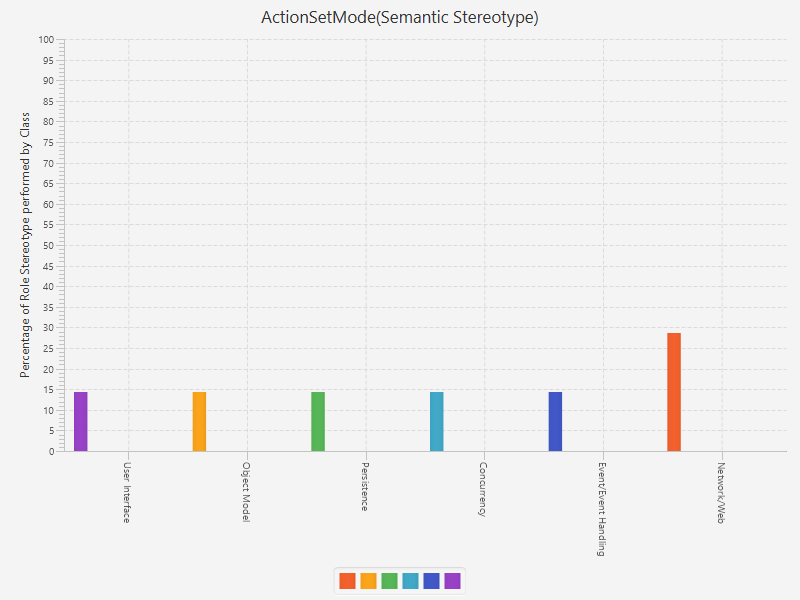 ActionSetMode(Semantic Stereotype)
Percentage of Role Stereotype performed by Class
100
95
90
85
80
75
70
65
60
55
50
45
40
35
30
25
20
15
10
5
0
User Interface
Object Model
Persistence
Concurrency
Event/Event Handling
Network/Web